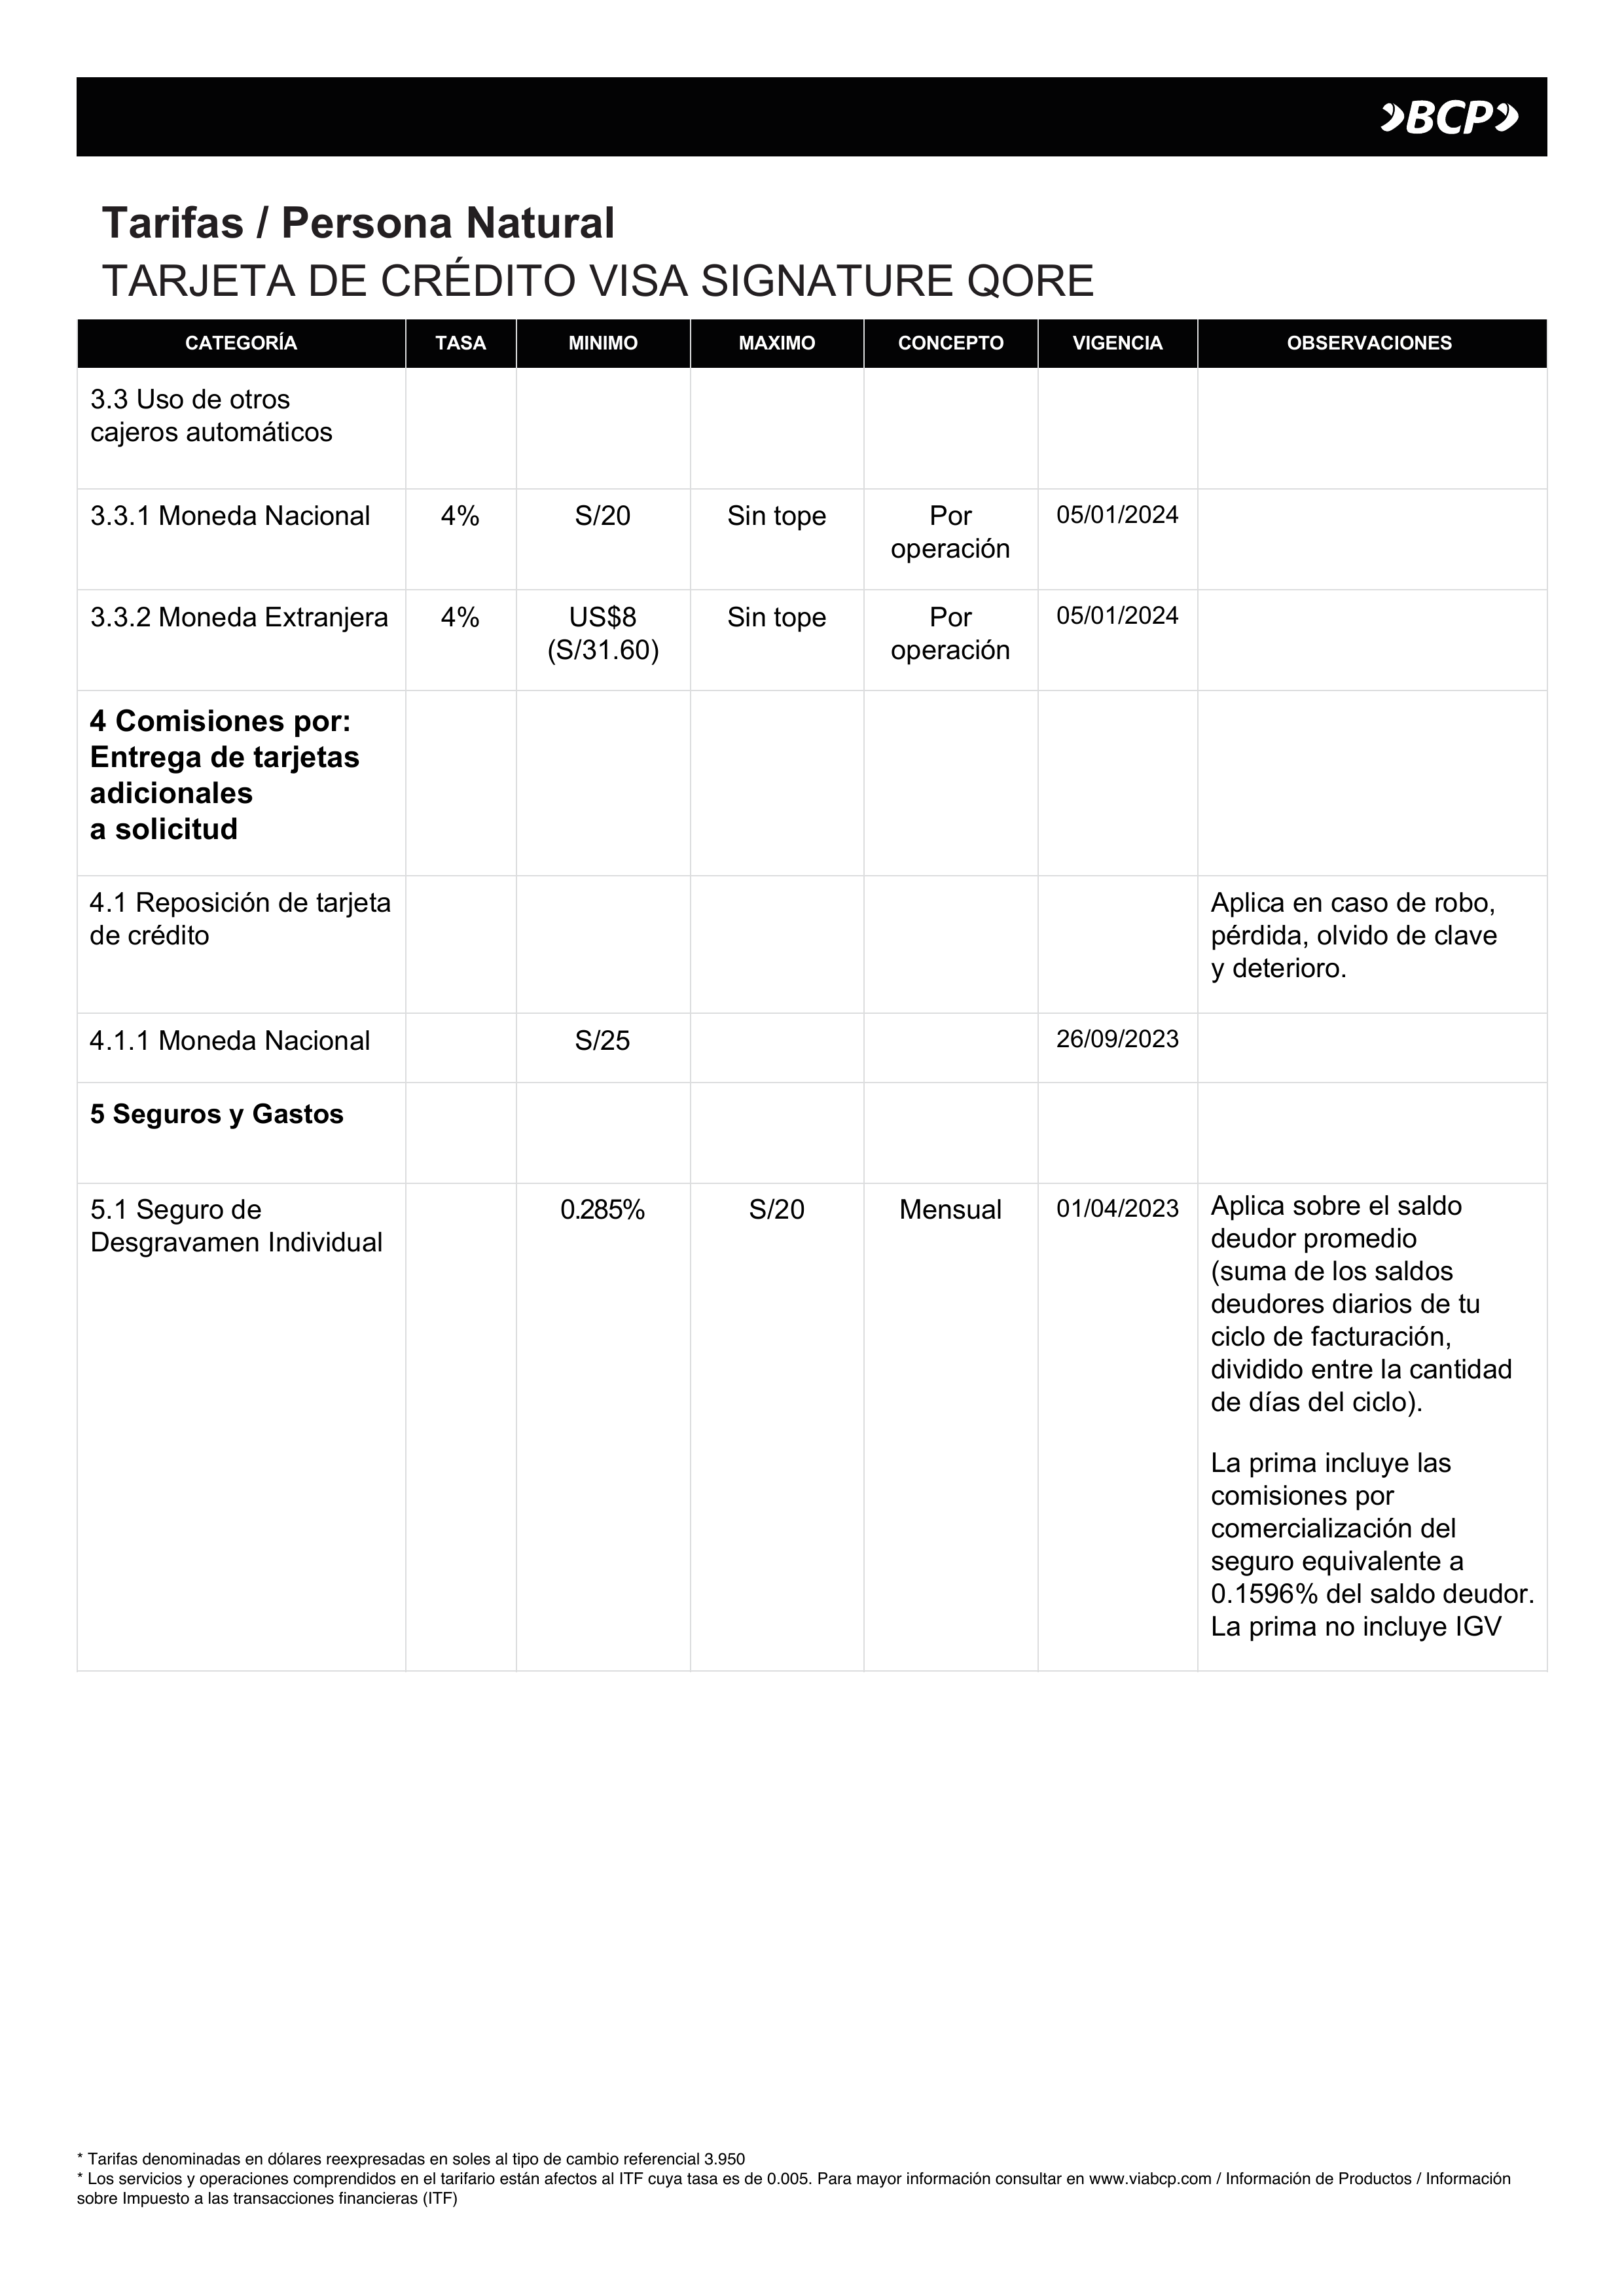 BCP
Tarifas / Persona Natural
TARJETA DE CRÉDITO VISA SIGNATURE QORE
CATEGORÍA TASA MINIMO MAXIMO CONCEPTO VIGENCIA OBSERVACIONES
3.3 Uso de otros
cajeros automáticos
3.3.1 Moneda Nacional 4% S/20 Sin tope Por 05/01/2024
operación
3.3.2 Moneda Extranjera 4% US$8 Sin tope Por 05/01/2024
(S/31.60) operación
4 Comisiones por:
Entrega de tarjetas
adicionales
a solicitud
4.1 Reposición de tarjeta Aplica en caso de robo,
de crédito pérdida, olvido de clave
y deterioro.
4.1.1 Moneda Nacional S/25 26/09/2023
5 Seguros y Gastos
5.1 Seguro de 0.285% S/20 Mensual 01/04/2023 Aplica sobre el saldo
Desgravamen Individual deudor promedio
(suma de los saldos
deudores diarios de tu
ciclo de facturación,
dividido entre la cantidad
de días del ciclo).
La prima incluye las
comisiones por
comercialización del
seguro equivalente a
0.1596% del saldo deudor.
La prima no incluye IGV
* Tarifas denominadas en dólares reexpresadas en soles al tipo de cambio referencial 3.950
* Los servicios y operaciones comprendidos en el tarifario están afectos al ITF cuya tasa es de 0.005. Para mayor información consultar en www.viabcp.com / Información de Productos / Información
sobre Impuesto a las transacciones financieras (ITF)